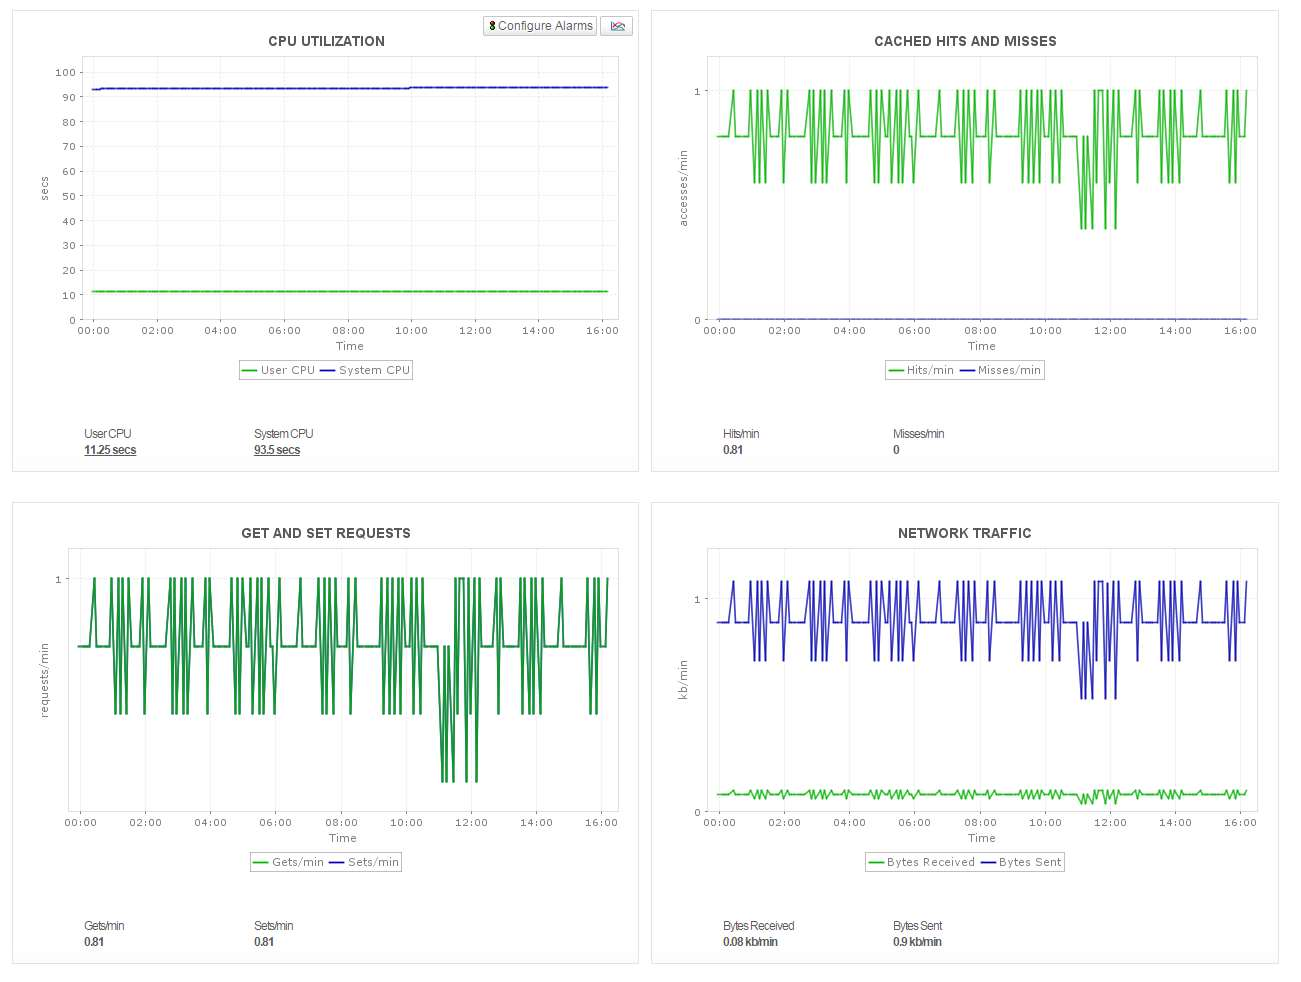 Configure Alarms
CPU UTILIZATION
100
90
80
70
60
50
40
30
20
10
0
secs
00:00 02:00 04:00 06:00 08:00 10:00 12:00 14:00 16:00
Time
User CPU System CPU
User CPU System CPU
11.25 secs 93.5 secs
CACHED HITS AND MISSES
1
0
accesses/min
00:00 02:00 04:00 06:00 08:00 10:00 12:00 14:00 16:00
Time
Hits/min Misses/min
Hits/min Misses/min
0.81 0
GET AND SET REQUESTS
1
requests/min
00:00 02:00 04:00 06:00 08:00 10:00 12:00 14:00 16:00
Time
Gets/min Sets/min
Gets/min Sets/min
0.81 0.81
NETWORK TRAFFIC
1
0
kb/min
00:00 02:00 04:00 06:00 08:00 10:00 12:00 14:00 16:00
Time
Bytes Received Bytes Sent
Bytes Received Bytes Sent
0.08 kb/min 0.9 kb/min